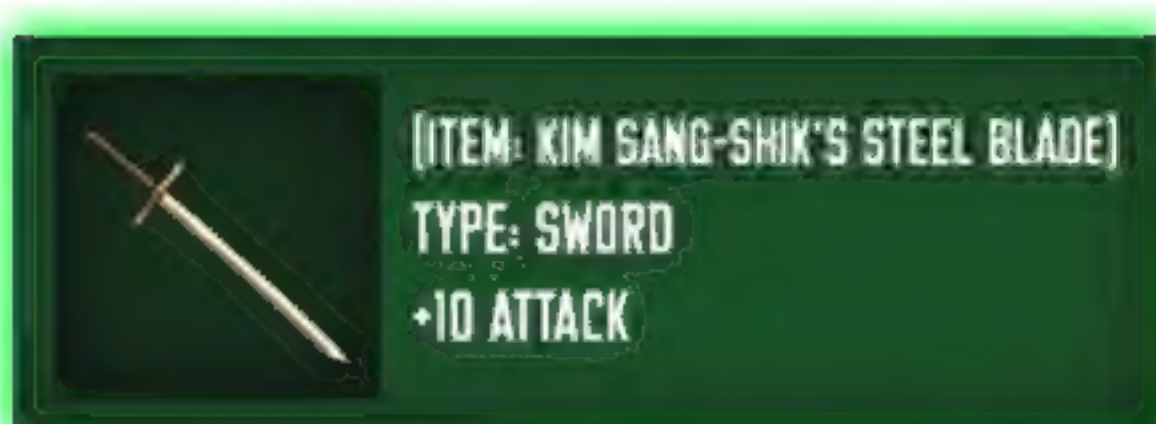 [ITEM: KIM SANG-SHIK'S STEEL BLADE]
TYPE: SWORD
+10 ATTACK